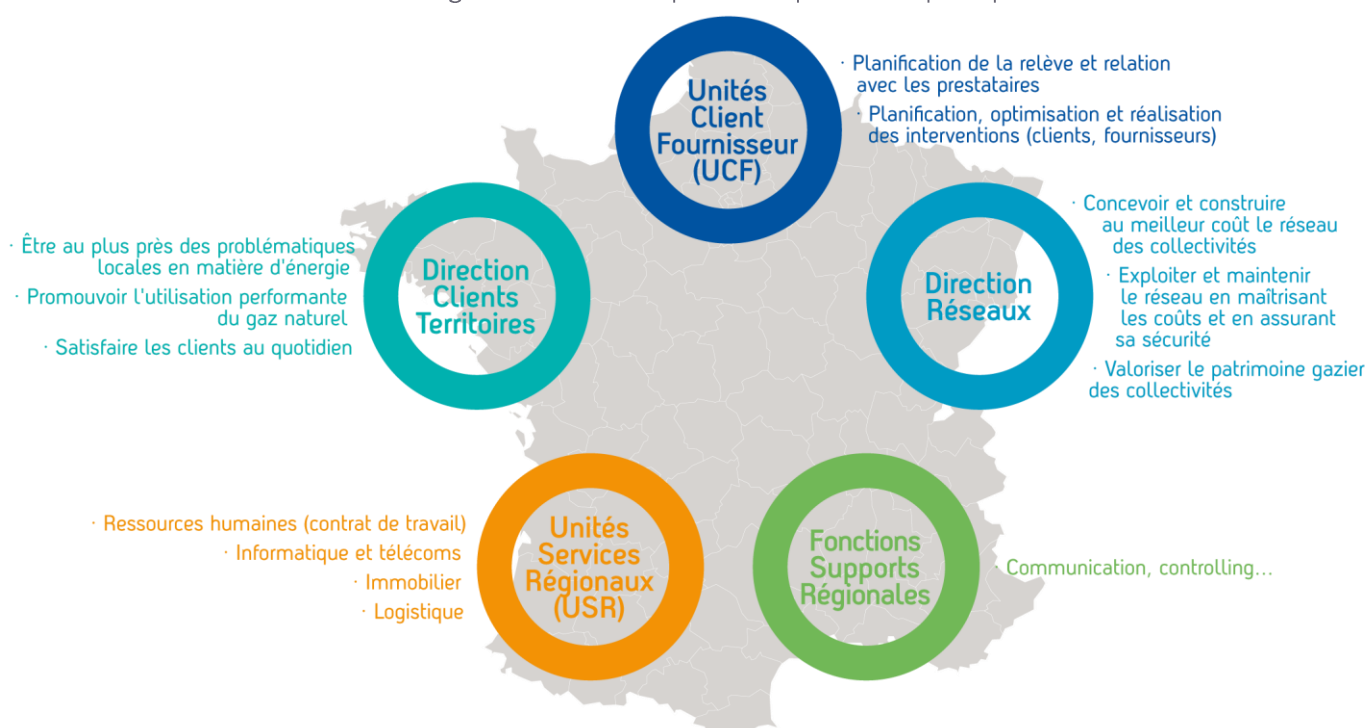 Unités
Client
Fournisseur
(UCF)
· Planification de la relève et relation
avec les prestataires
· Planification, optimisation et réalisation
des interventions (clients, fournisseurs)
· Être au plus près des problématiques
locales en matière d'énergie
· Promouvoir l'utilisation performante
du gaz naturel
· Satisfaire les clients au quotidien
Direction
Clients
Territoires
Direction
Réseaux
· Concevoir et construire
au meilleur coût le réseau
des collectivités
· Exploiter et maintenir
le réseau en maîtrisant
les coûts et en assurant
sa sécurité
· Valoriser le patrimoine gazier
des collectivités
· Ressources humaines (contrat de travail)
· Informatique et télécoms
· Immobilier
· Logistique
Unités
Services
Régionaux
(USR)
Fonctions
Supports
Régionales
· Communication, controlling...